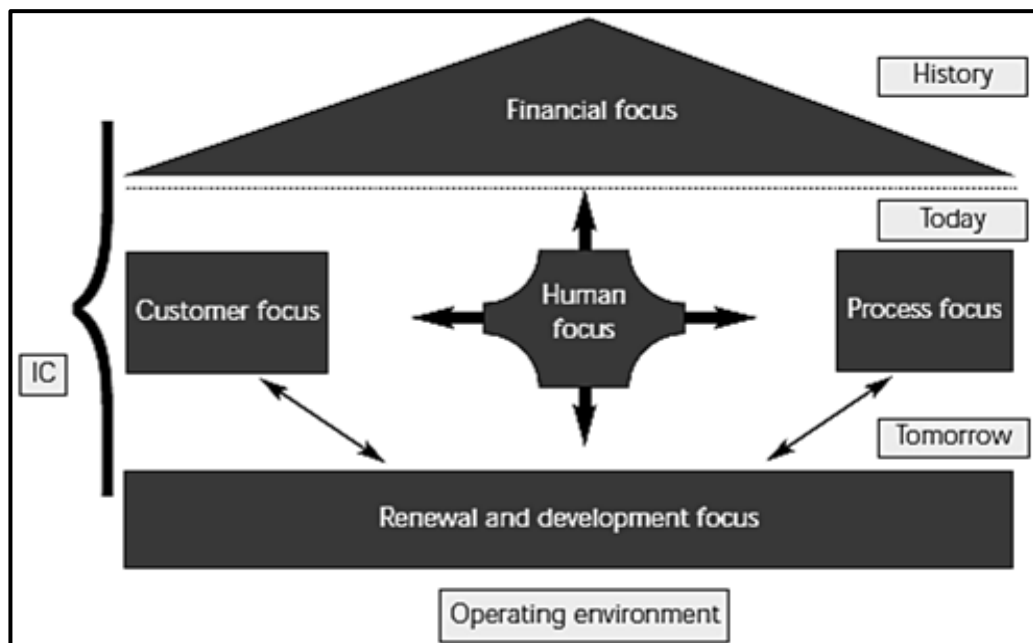 History
Financial focus
Today
Customer focus
Human
focus
Process focus
IC
Tomorrow
Renewal and development focus
Operating environment